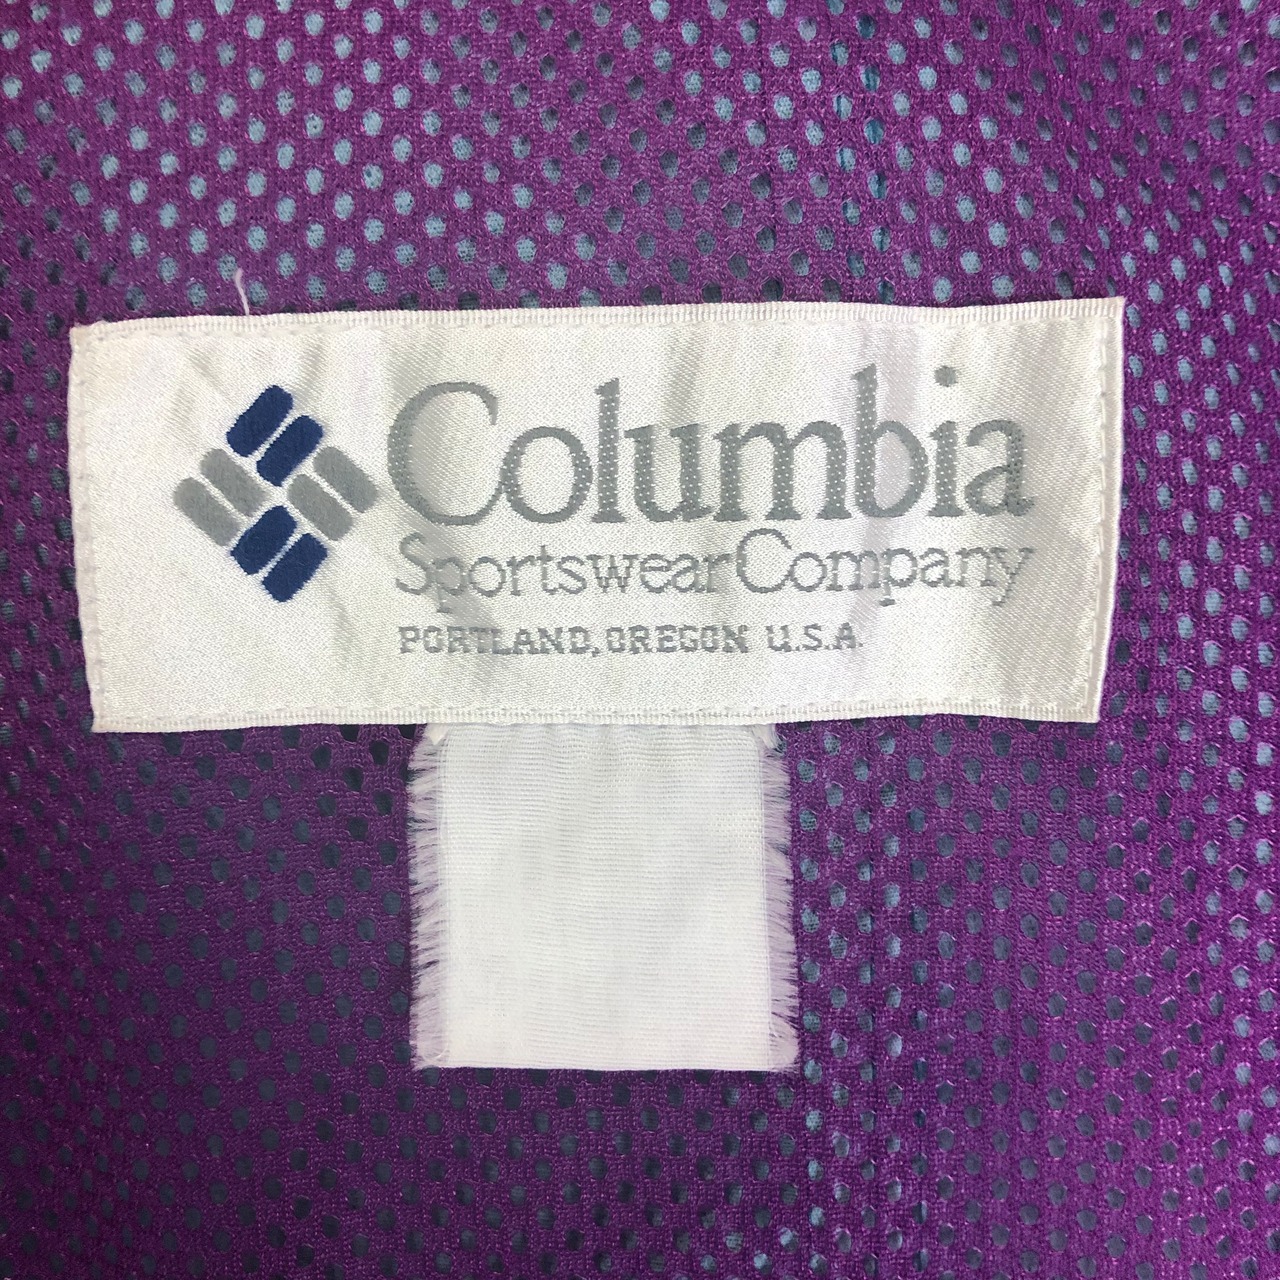 Columbia
Sportswear Company
PORTLAND, OREGON U.S.A.